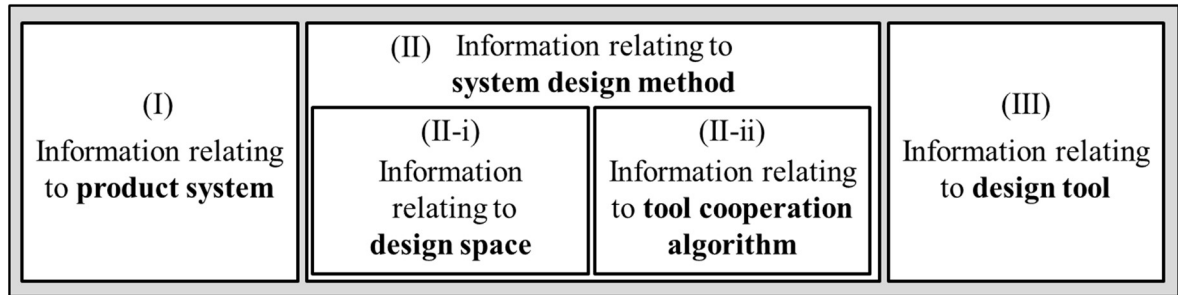 (I)
Information relating
to product system
(II) Information relating to
system design method
(II-i)
Information
relating to
design space
(II-ii)
Information relating
to tool cooperation
algorithm
(III)
Information relating
to design tool